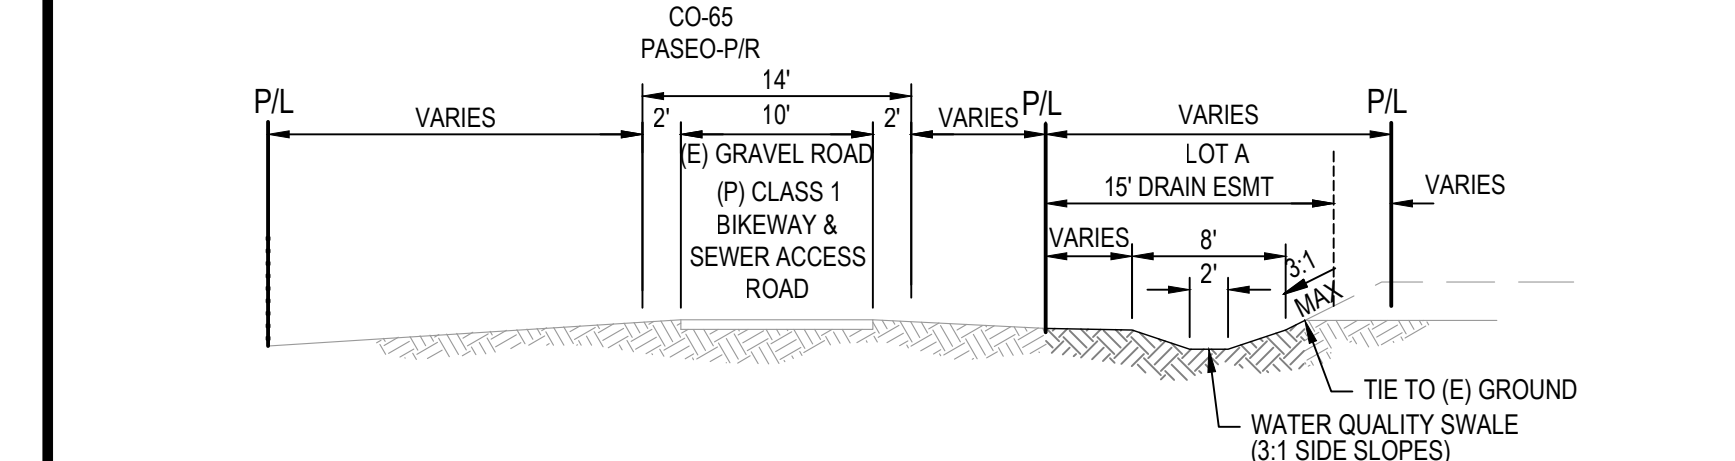 CO-65
PASEO-P/R
14'
P/L
VARIES
2'
10'
2'
VARIES
P/L
VARIES
P/L
(E) GRAVEL ROAD
(P) CLASS 1
BIKEWAY &
SEWER ACCESS
ROAD
LOT A
15' DRAIN ESMT
VARIES
VARIES
8'
2'
3:1
MAX
TIE TO (E) GROUND
WATER QUALITY SWALE
(3:1 SIDE SLOPES)